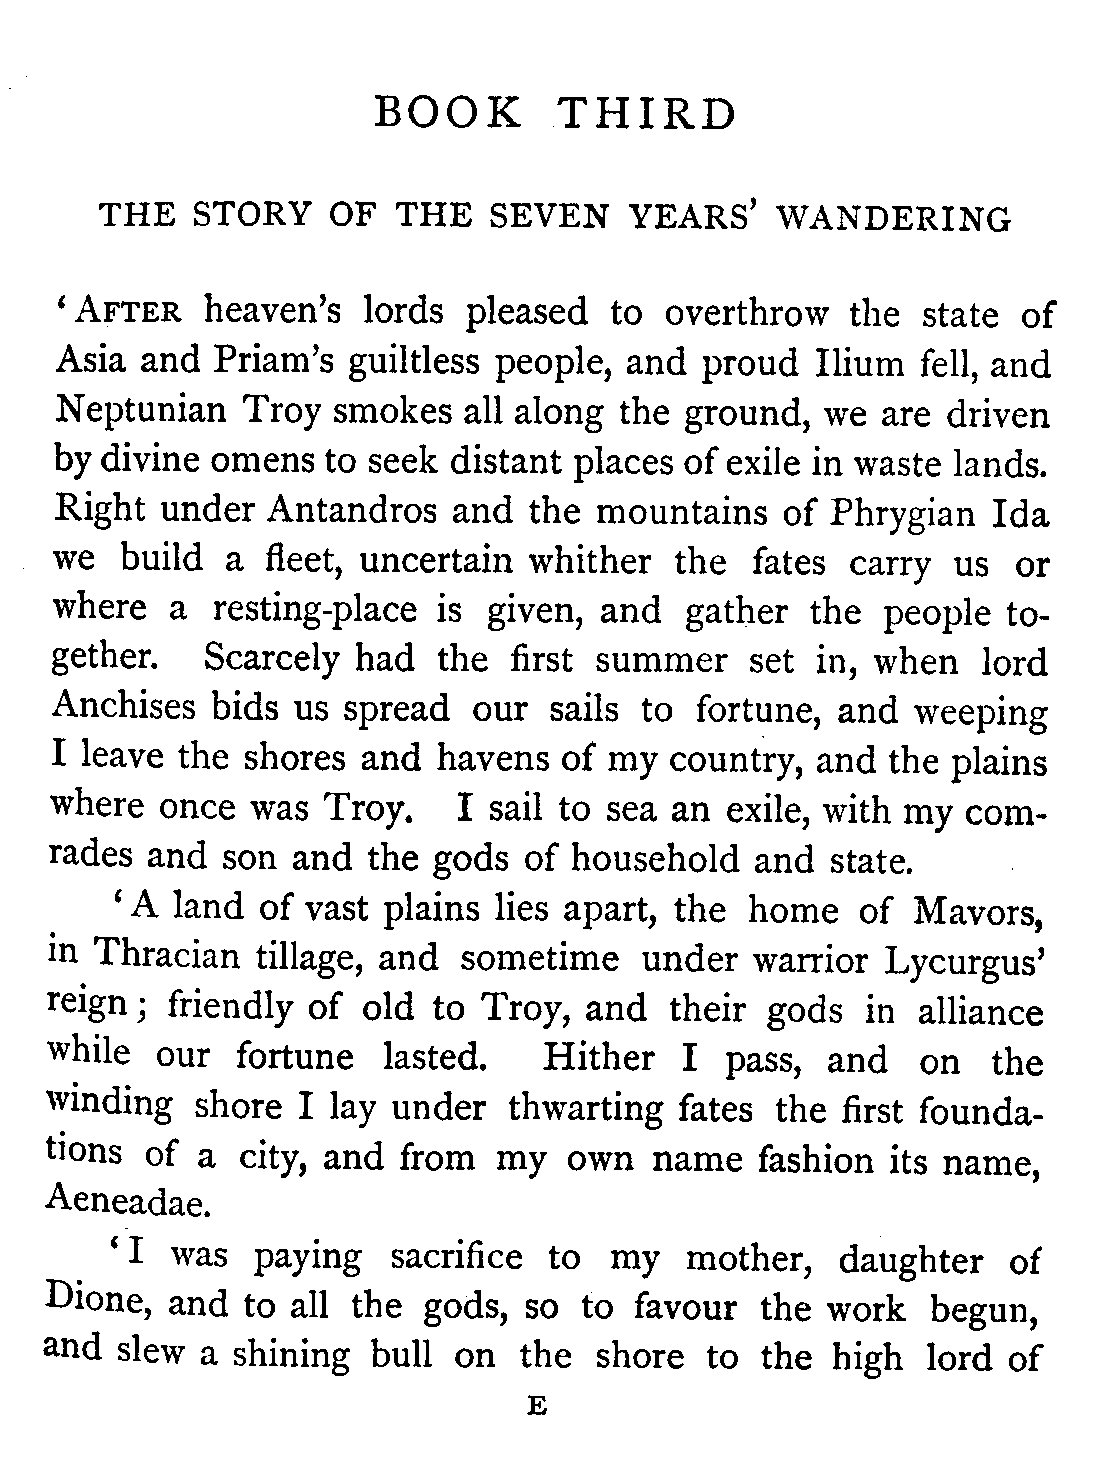 BOOK THIRD
THE STORY OF THE SEVEN YEARS' WANDERING
‘AFTER heaven's lords pleased to overthrow the state of
Asia and Priam's guiltless people, and proud Ilium fell, and
Neptunian Troy smokes all along the ground, we are driven
by divine omens to seek distant places of exile in waste lands.
Right under Antandros and the mountains of Phrygian Ida
we build a fleet, uncertain whither the fates carry us or
where a resting-place is given, and gather the people to-
gether. Scarcely had the first summer set in, when lord
Anchises bids us spread our sails to fortune, and weeping
I leave the shores and havens of my country, and the plains
where once was Troy. I sail to sea an exile, with my com-
rades and son and the gods of household and state.
‘A land of vast plains lies apart, the home of Mavors,
in Thracian tillage, and sometime under warrior Lycurgus'
reign; friendly of old to Troy, and their gods in alliance
while our fortune lasted. Hither I pass, and on the
winding shore I lay under thwarting fates the first founda-
tions of a city, and from my own name fashion its name,
Aeneadae.
‘I was paying sacrifice to my mother, daughter of
Dione, and to all the gods, so to favour the work begun,
and slew a shining bull on the shore to the high lord of
E